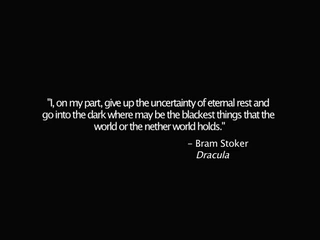 "I, on my part, give up the uncertainty of eternal rest and
go into the dark where may be the blackest things that the
world or the nether world holds."
– Bram Stoker
Dracula